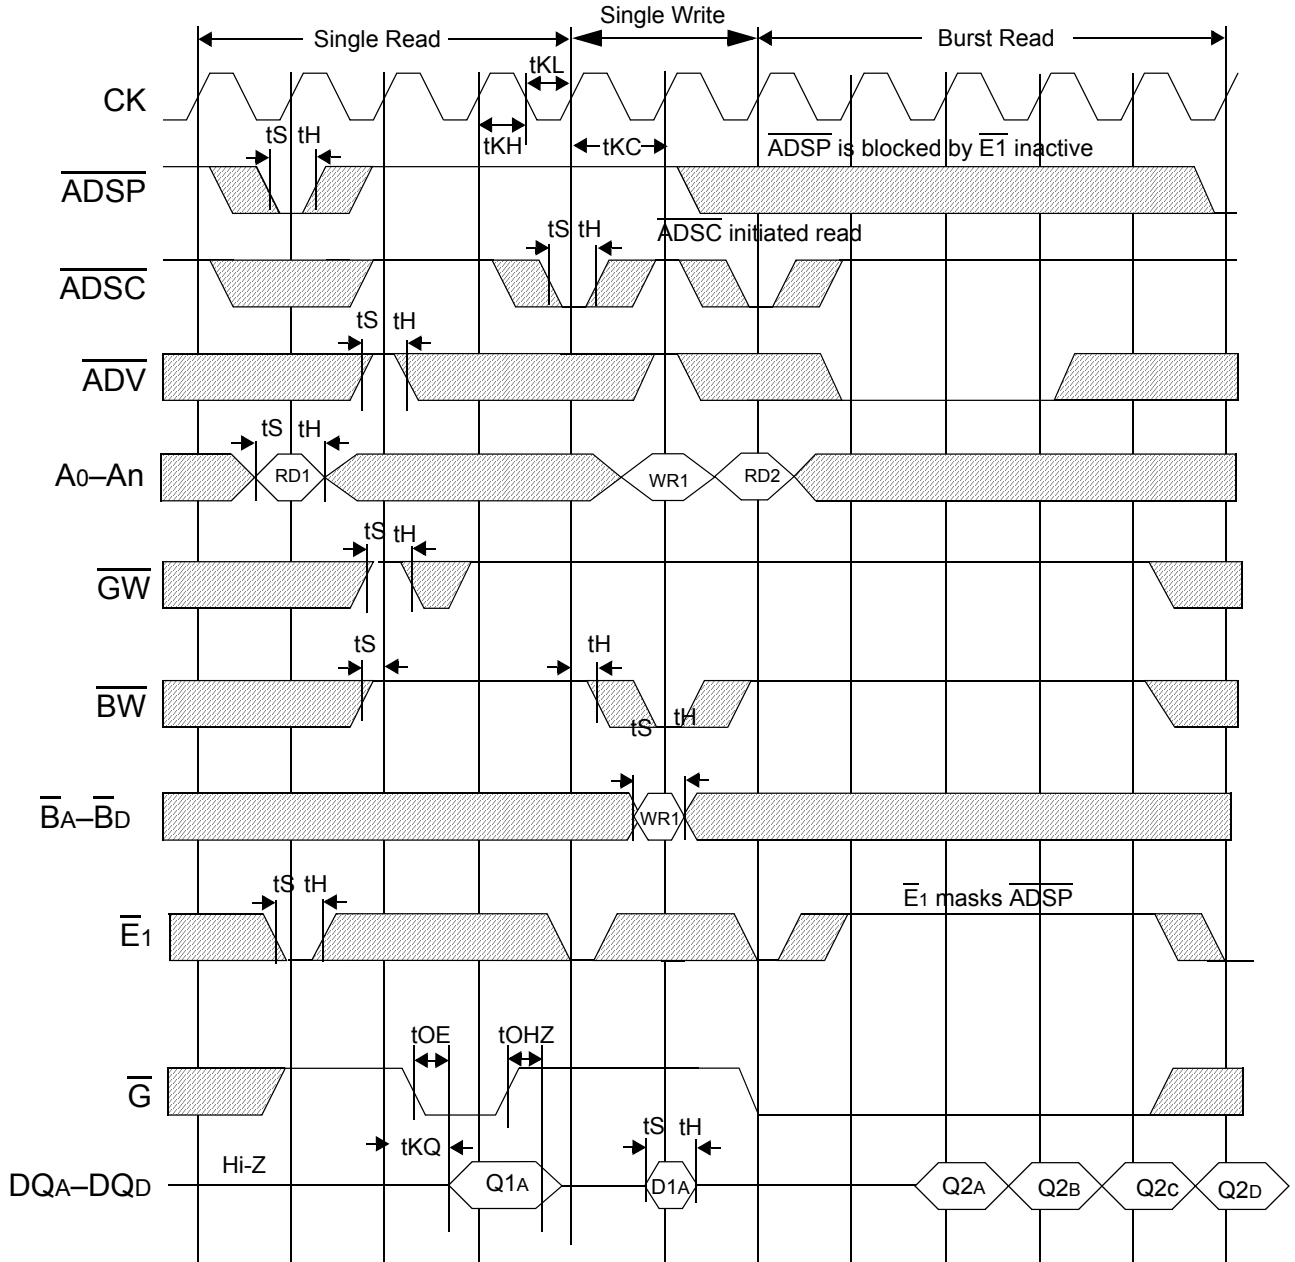 Single Write
Single Read
Burst Read
tKL
CK
tS tH
tKH
tKC
ADSP is blocked by E1 inactive
ADSP
tS tH
ADSC initiated read
ADSC
tS tH
ADV
tS tH
A0–An
RD1
WR1
RD2
tS tH
GW
tS
tH
BW
tS tH
BA–BD
WR1
tS tH
E1 masks ADSP
E1
tOE
tOHZ
G
tKQ
tS tH
Hi-Z
DQA–DQD
Q1A
D1A
Q2A
Q2B
Q2c
Q2D